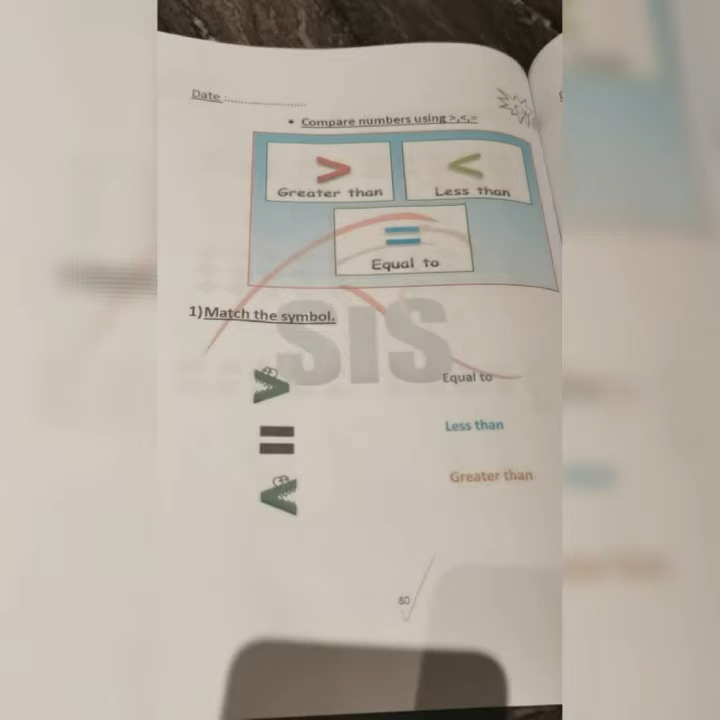 Date :....................
• Compare numbers using >,<,=
>
Greater than
<
Less than
=
Equal to
SIS
1)Match the symbol.
> Equal to
= Less than
< Greater than
80